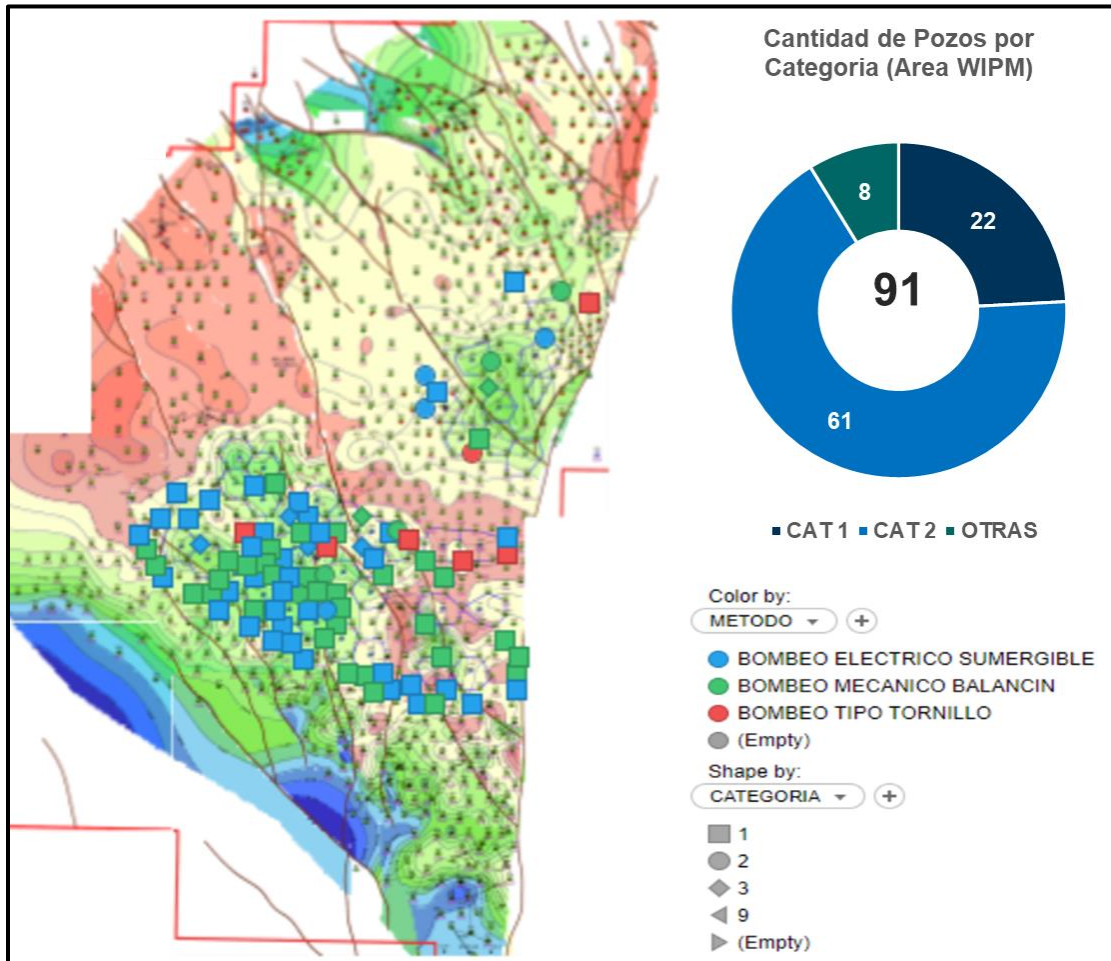 Cantidad de Pozos por
Categoria (Area WIPM)
8
22
91
61
CAT 1 CAT 2 OTRAS
Color by:
METODO
BOMBEO ELECTRICO SUMERGIBLE
BOMBEO MECANICO BALANCIN
BOMBEO TIPO TORNILLO
(Empty)
Shape by:
CATEGORIA
1
2
3
9
(Empty)